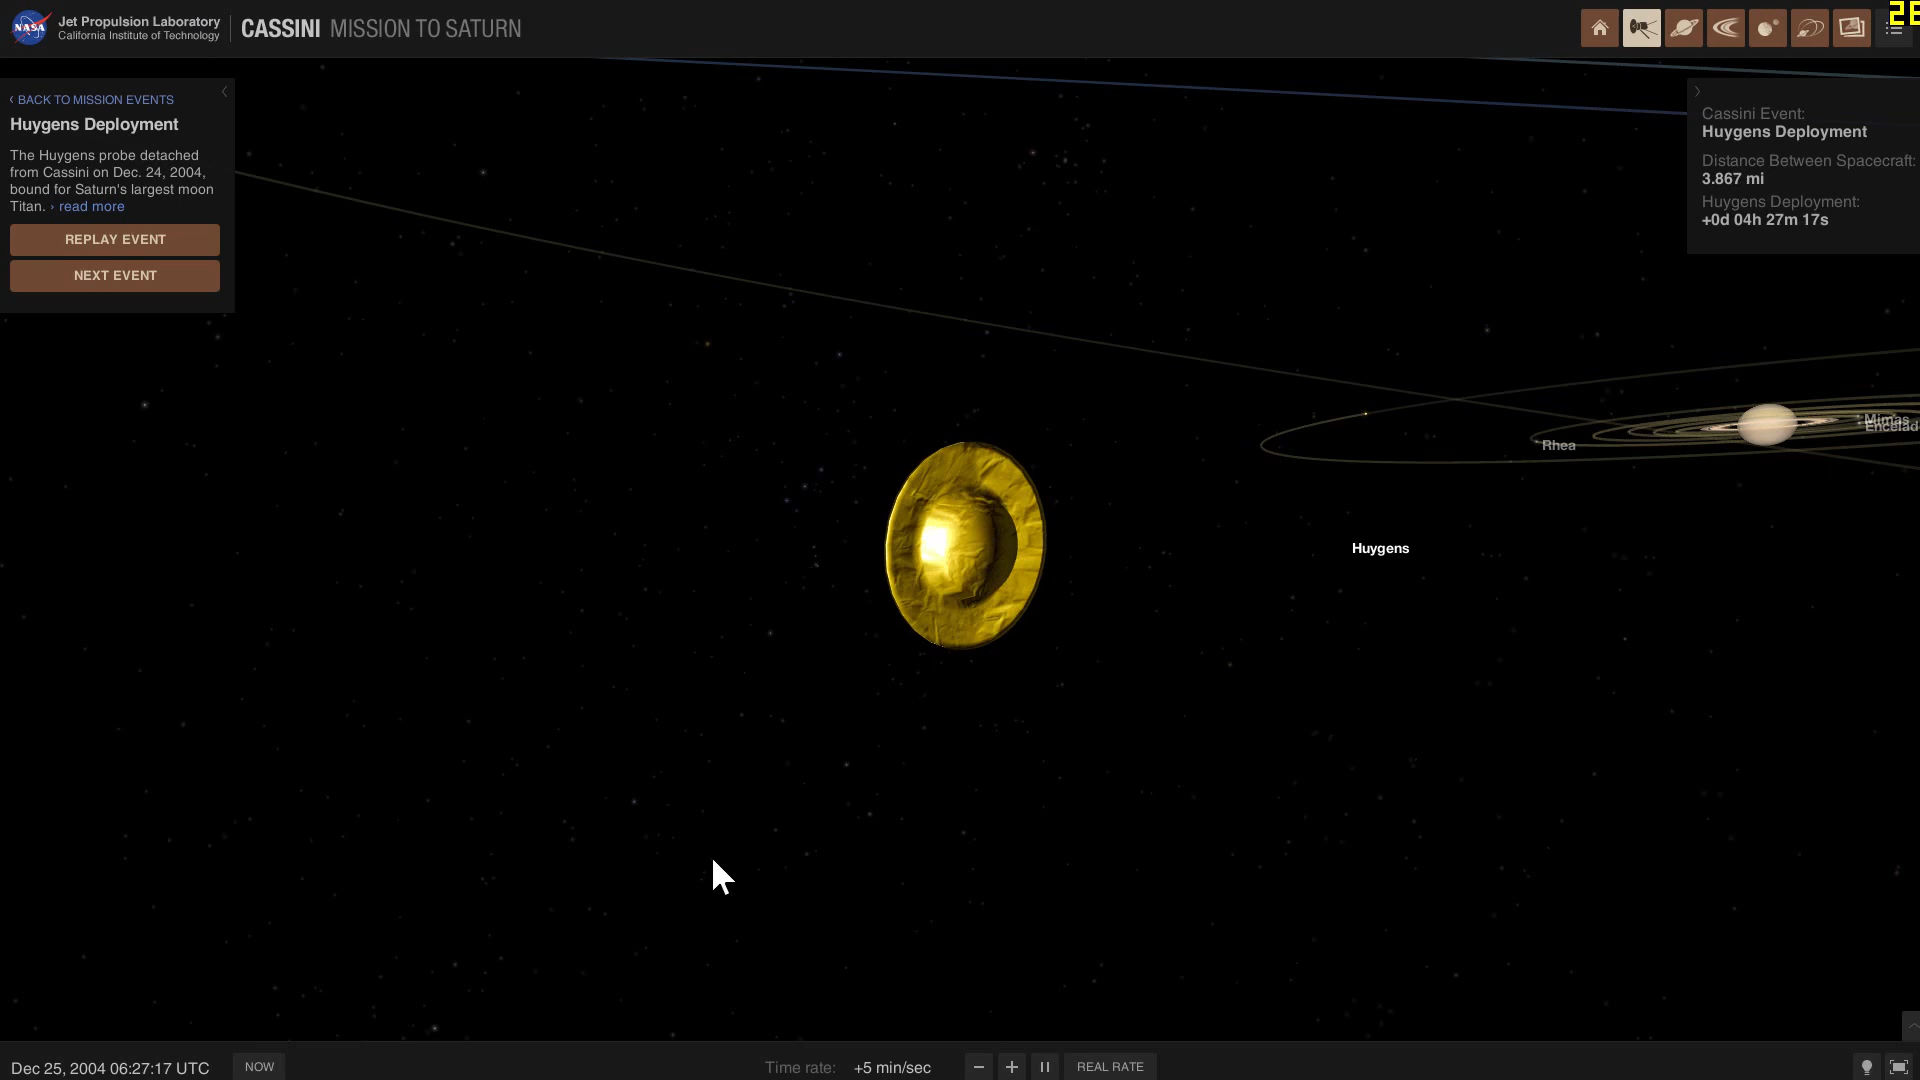 NASA
Jet Propulsion Laboratory
California Institute of Technology
CASSINI MISSION TO SATURN
‹ BACK TO MISSION EVENTS
Huygens Deployment
The Huygens probe detached
from Cassini on Dec. 24, 2004,
bound for Saturn's largest moon
Titan. › read more
REPLAY EVENT
NEXT EVENT
Cassini Event:
Huygens Deployment
Distance Between Spacecraft:
3.867 mi
Huygens Deployment:
+0d 04h 27m 17s
Mimas
Rhea
Huygens
Dec 25, 2004 06:27:17 UTC
NOW
Time rate: +5 min/sec
REAL RATE